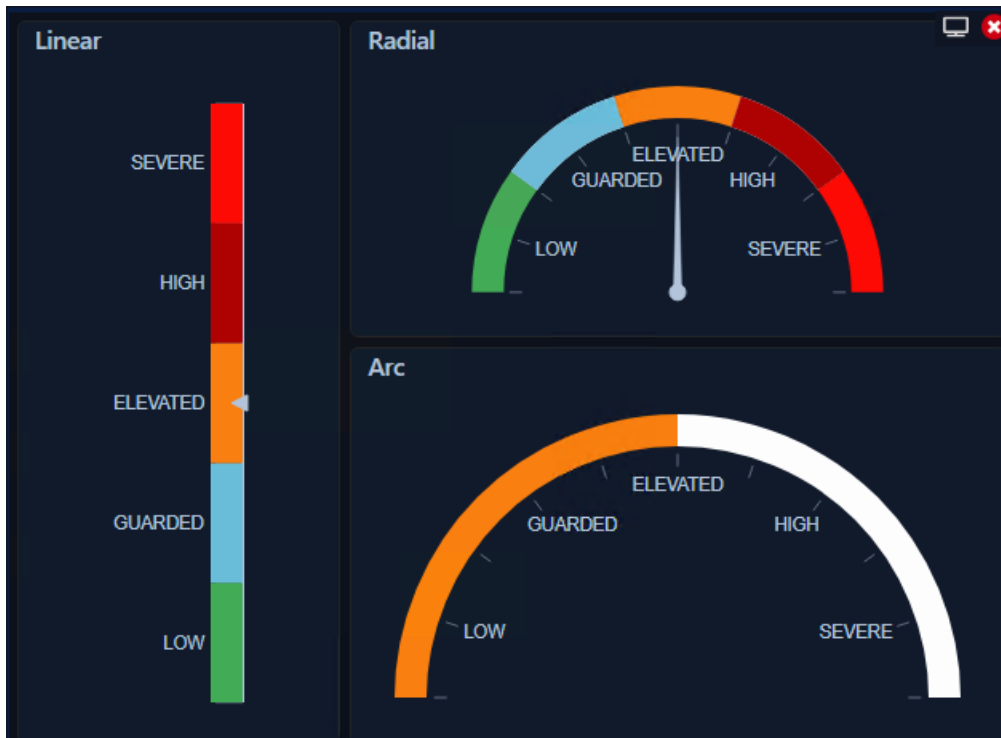 Linear
SEVERE
HIGH
ELEVATED
GUARDED
LOW
Radial
ELEVATED
GUARDED
HIGH
LOW
SEVERE
Arc
ELEVATED
GUARDED
HIGH
LOW
SEVERE